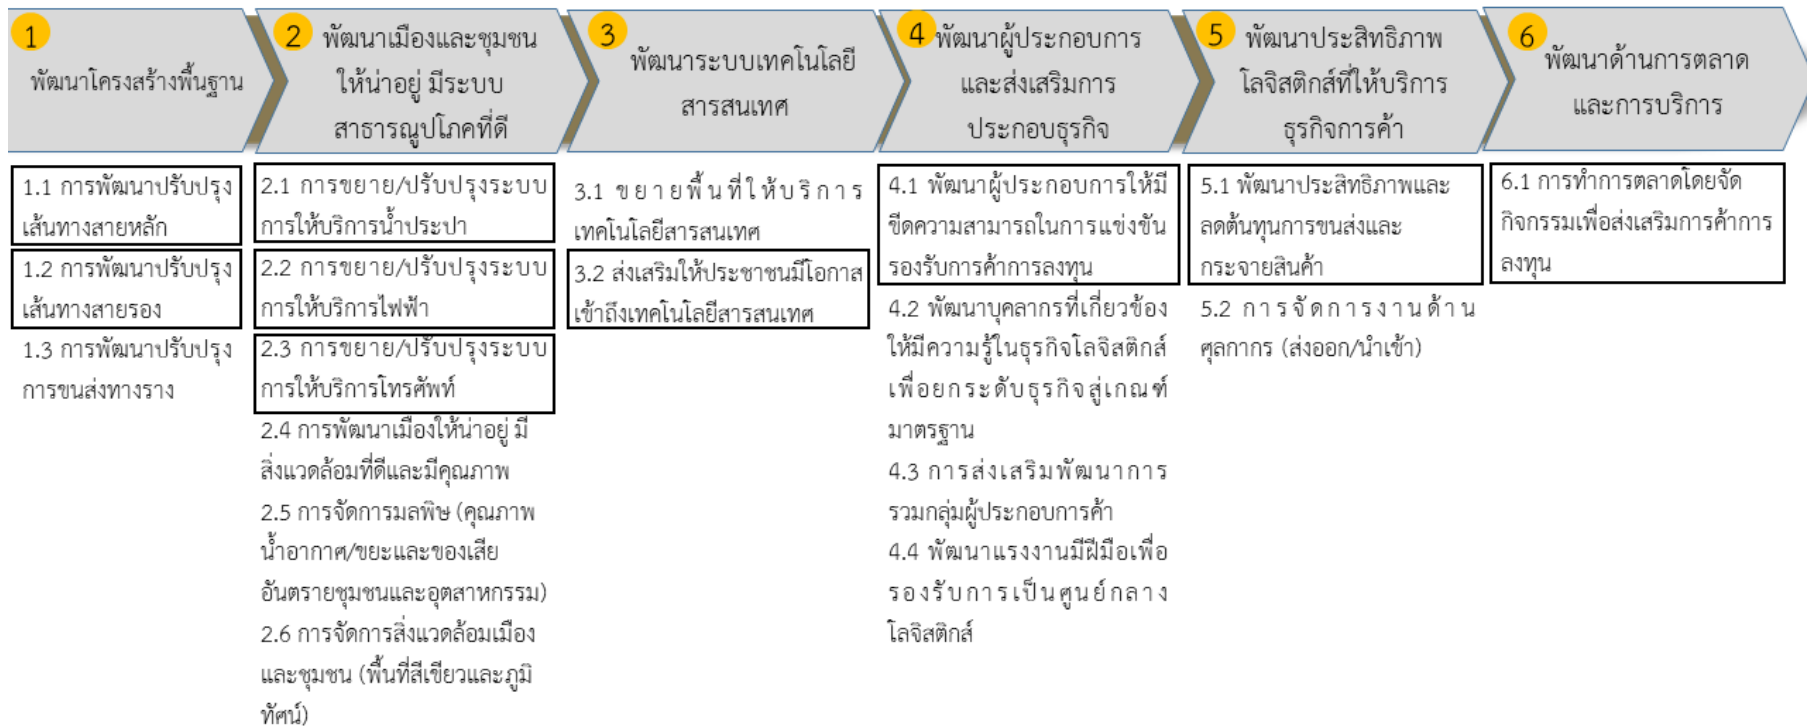 1
พัฒนาโครงสร้างพื้นฐาน
2 พัฒนาเมืองและชุมชน
ให้น่าอยู่ มีระบบ
สาธารณูปโภคที่ดี
3
พัฒนาระบบเทคโนโลยี
สารสนเทศ
4 พัฒนาผู้ประกอบการ
และส่งเสริมการ
ประกอบธุรกิจ
5 พัฒนาประสิทธิภาพ
โลจิสติกส์ที่ให้บริการ
ธุรกิจการค้า
6
พัฒนาด้านการตลาด
และการบริการ
1.1 การพัฒนาปรับปรุง
เส้นทางสายหลัก
1.2 การพัฒนาปรับปรุง
เส้นทางสายรอง
1.3 การพัฒนาปรับปรุง
การขนส่งทางราง
2.1 การขยาย/ปรับปรุงระบบ
การให้บริการน้ำประปา
2.2 การขยาย/ปรับปรุงระบบ
การให้บริการไฟฟ้า
2.3 การขยาย/ปรับปรุงระบบ
การให้บริการโทรศัพท์
2.4 การพัฒนาเมืองให้น่าอยู่ มี
สิ่งแวดล้อมที่ดีและมีคุณภาพ
2.5 การจัดการมลพิษ (คุณภาพ
น้ำอากาศ/ขยะและของเสีย
อันตรายชุมชนและอุตสาหกรรม)
2.6 การจัดการสิ่งแวดล้อมเมือง
และชุมชน (พื้นที่สีเขียวและภูมิ
ทัศน์)
3.1 ขยายพื้นที่ให้บริการ
เทคโนโลยีสารสนเทศ
3.2 ส่งเสริมให้ประชาชนมีโอกาส
เข้าถึงเทคโนโลยีสารสนเทศ
4.1 พัฒนาผู้ประกอบการให้มี
ขีดความสามารถในการแข่งขัน
รองรับการค้าการลงทุน
4.2 พัฒนาบุคลากรที่เกี่ยวข้อง
ให้มีความรู้ในธุรกิจโลจิสติกส์
เพื่อยกระดับธุรกิจสู่เกณฑ์
มาตรฐาน
4.3 การส่งเสริมพัฒนาการ
รวมกลุ่มผู้ประกอบการค้า
4.4 พัฒนาแรงงานมีฝีมือเพื่อ
รองรับการเป็นศูนย์กลาง
โลจิสติกส์
5.1 พัฒนาประสิทธิภาพและ
ลดต้นทุนการขนส่งและ
กระจายสินค้า
5.2 การจัดการงานด้าน
ศุลกากร (ส่งออก/นำเข้า)
6.1 การทำการตลาดโดยจัด
กิจกรรมเพื่อส่งเสริมการค้าการ
ลงทุน